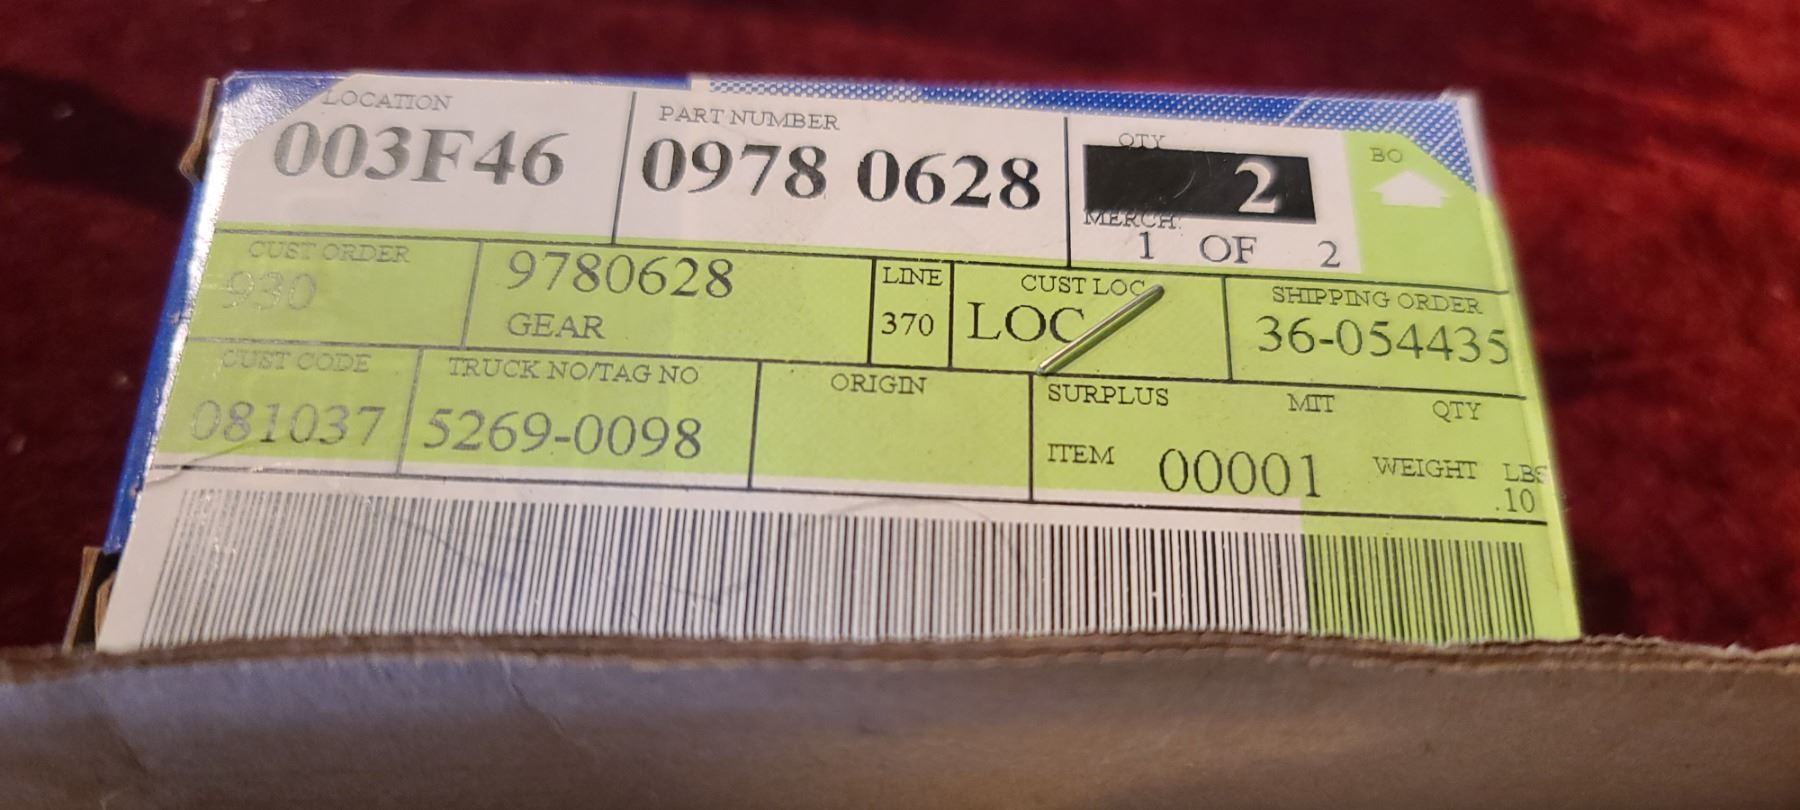 LOCATION
003F46
PART NUMBER
0978 0628
QTY
2
MERCH.
1 OF 2
BO
CUST ORDER
930
9780628
GEAR
LINE
370
CUST LOC
LOC
SHIPPING ORDER
36-054435
CUST CODE
081037
TRUCK NO/TAG NO
5269-0098
ORIGIN
SURPLUS MIT QTY
ITEM 00001 WEIGHT LBS
.10